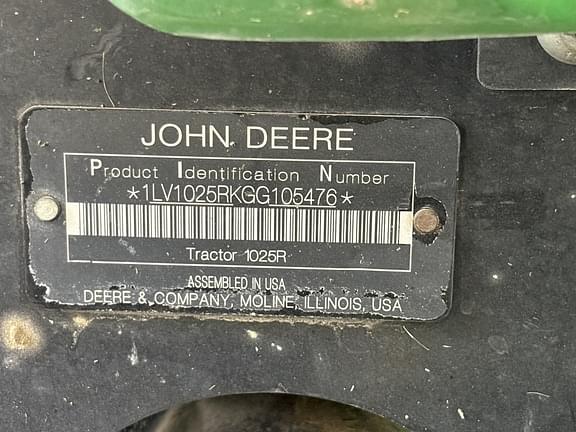 JOHN DEERE
Product Identification Number
*1LV1025RKGG105476*
Tractor 1025R
ASSEMBLED IN USA
DEERE & COMPANY, MOLINE, ILLINOIS, USA